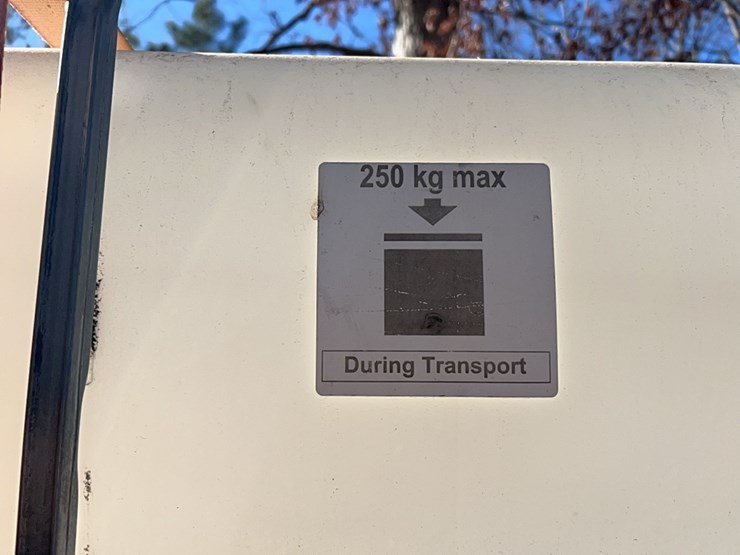 250 kg max
During Transport